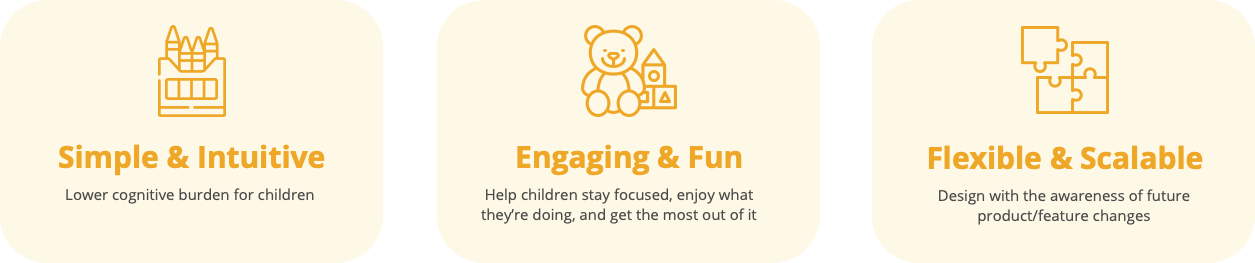 Simple & Intuitive
Lower cognitive burden for children
Engaging & Fun
Help children stay focused, enjoy what
they’re doing, and get the most out of it
Flexible & Scalable
Design with the awareness of future
product/feature changes